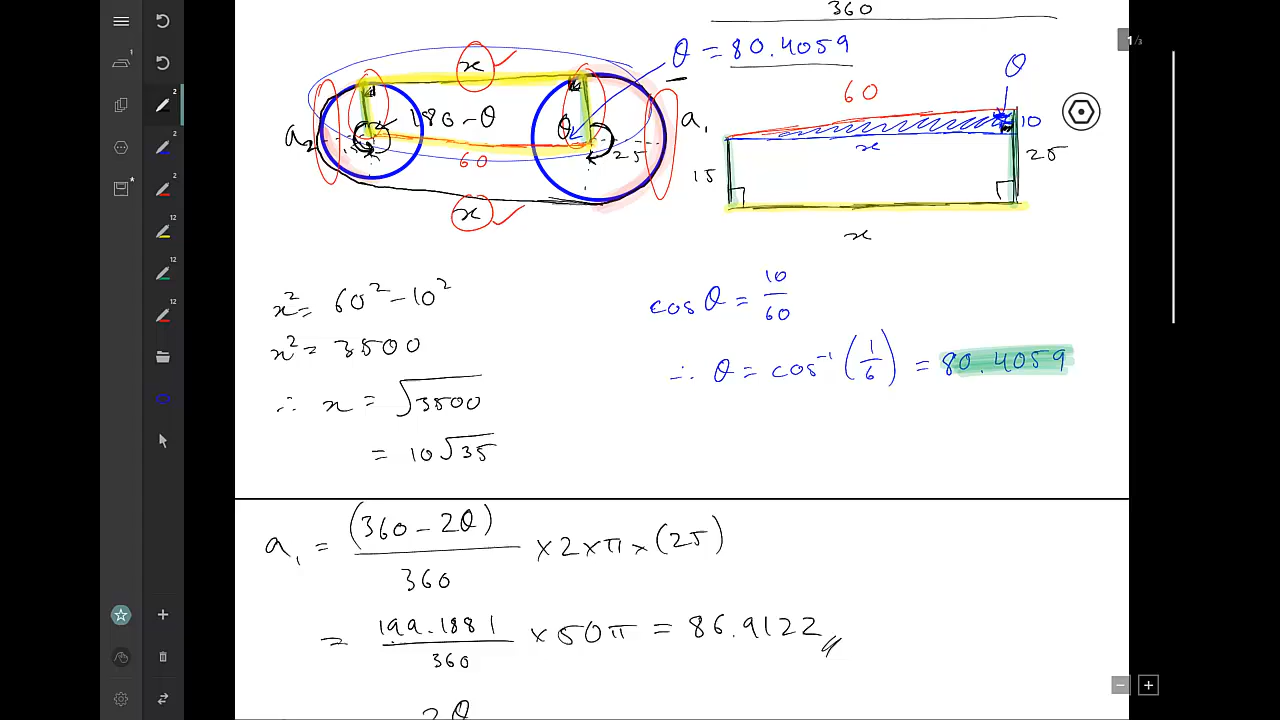 360
θ = 80.4059
1/3
x
θ
60
a₂
180-θ
θ
25
a₁
10
60
x
25
15
x
x
x² = 60² - 10²
cos θ = 10/60
x² = 3500
∴ θ = cos⁻¹(1/6) = 80.4059
∴ x = √3500
= 10√35
a₁ = (360 - 2θ)/360 × 2 × π × (25)
= 199.1881/360 × 50π = 86.9122
2θ